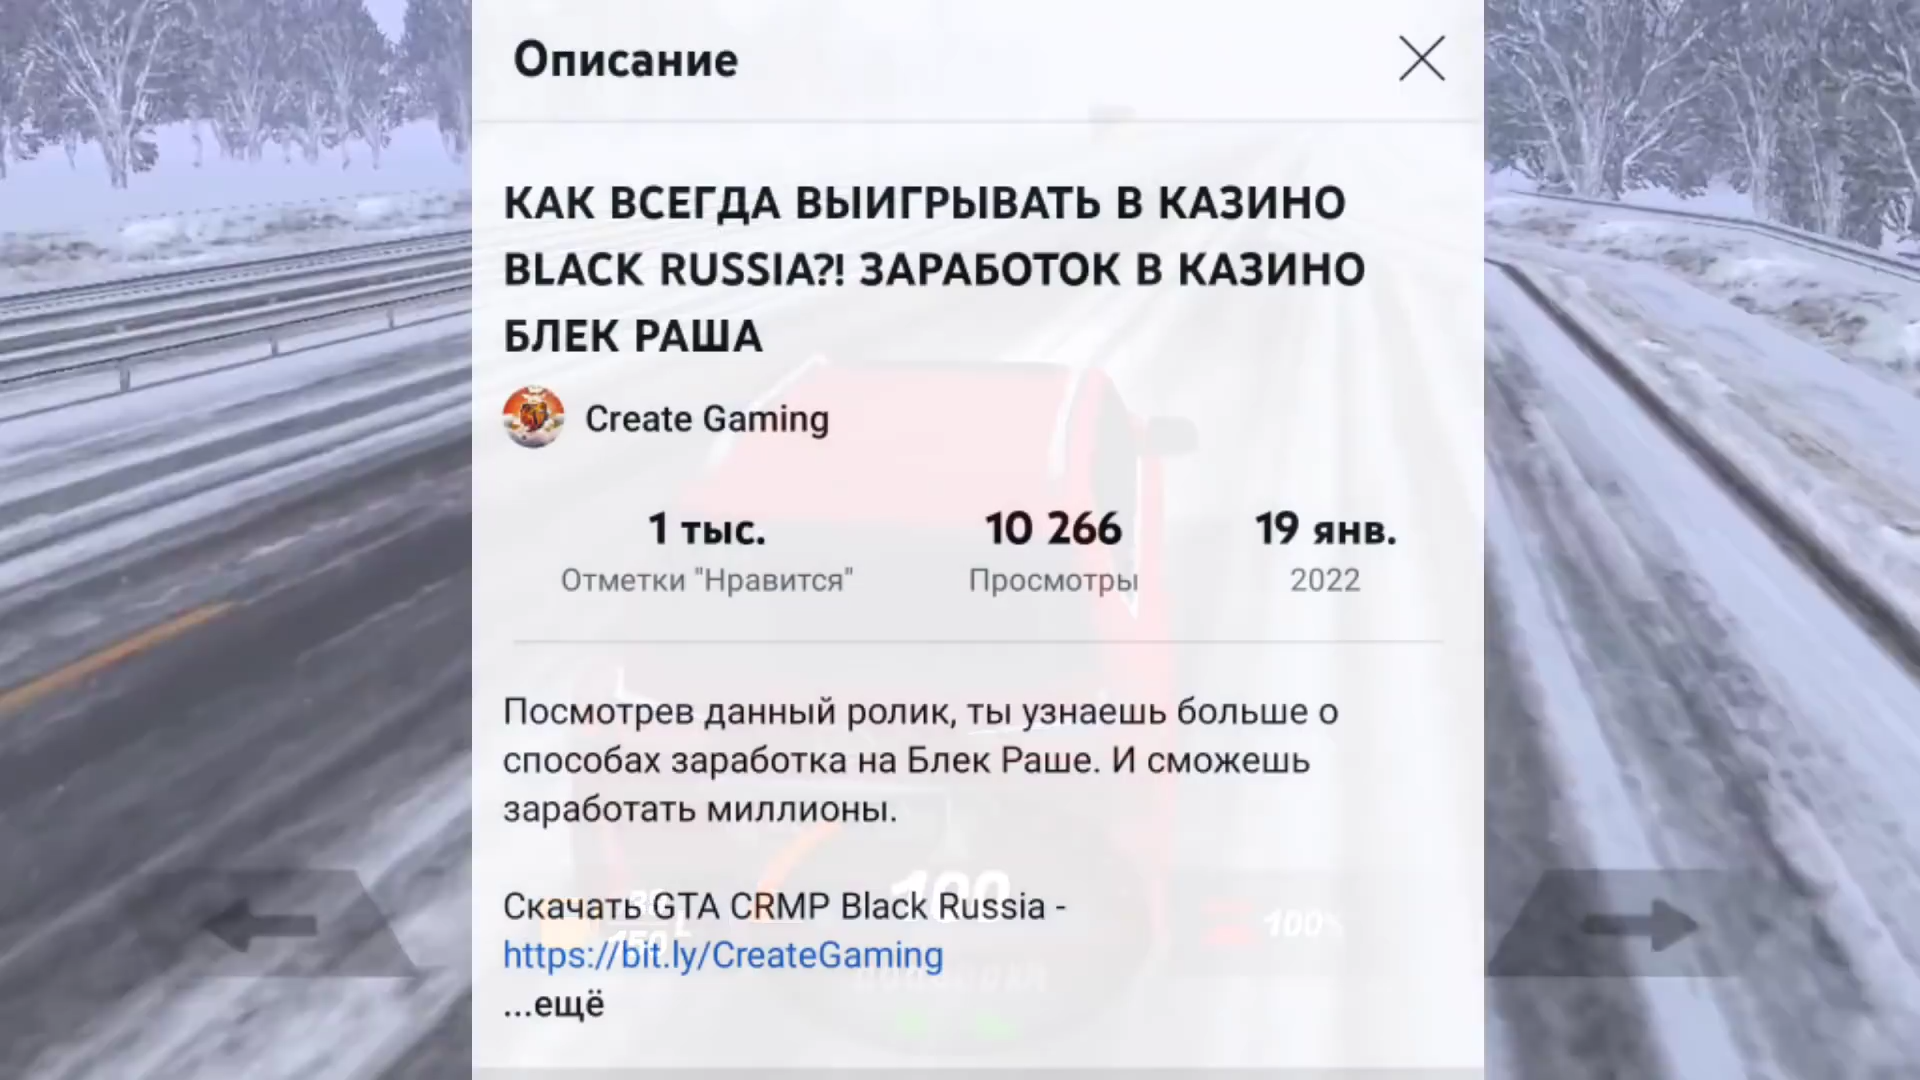 Описание
КАК ВСЕГДА ВЫИГРЫВАТЬ В КАЗИНО
BLACK RUSSIA?! ЗАРАБОТОК В КАЗИНО
БЛЕК РАША
Create Gaming
1 тыс. 10 266 19 янв.
Отметки "Нравится" Просмотры 2022
Посмотрев данный ролик, ты узнаешь больше о
способах заработка на Блек Раше. И сможешь
заработать миллионы.
100
Скачать GTA CRMP Black Russia -
100%
https://bit.ly/CreateGaming
...ещё